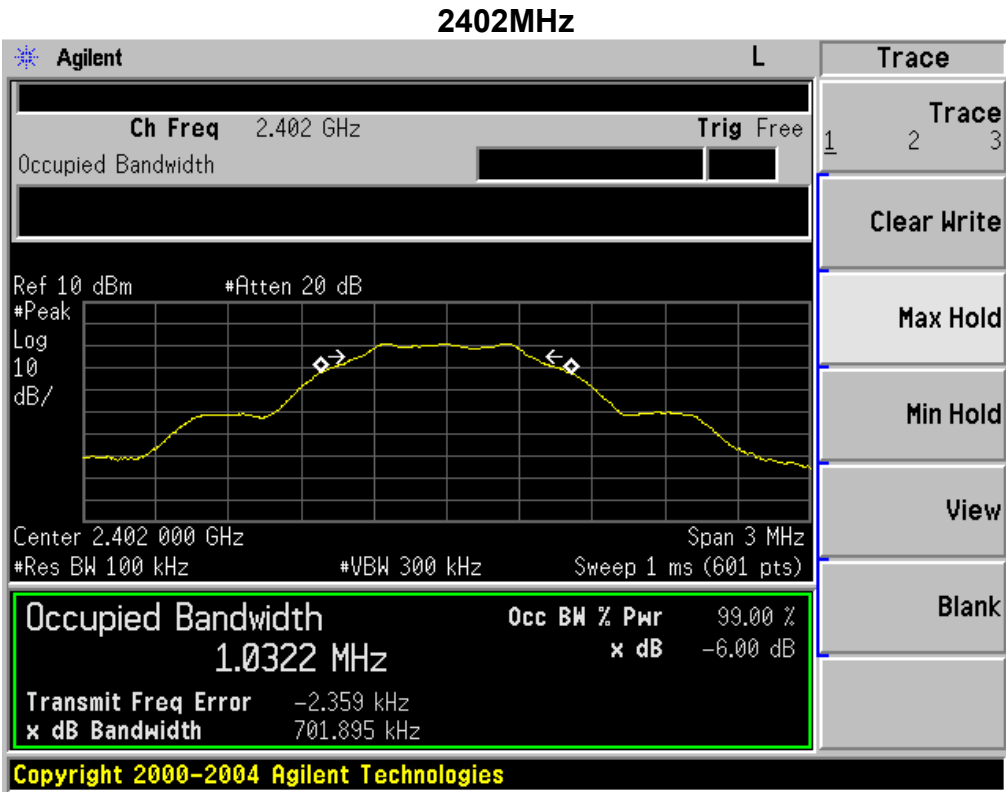 2402MHz
Agilent L Trace
Ch Freq 2.402 GHz Trig Free
Occupied Bandwidth
Trace
1 2 3
Clear Write
Max Hold
Min Hold
View
Blank
Ref 10 dBm #Atten 20 dB
#Peak
Log
10
dB/
Center 2.402 000 GHz Span 3 MHz
#Res BW 100 kHz #VBW 300 kHz Sweep 1 ms (601 pts)
Occupied Bandwidth Occ BW % Pwr 99.00 %
1.0322 MHz x dB -6.00 dB
Transmit Freq Error -2.359 kHz
x dB Bandwidth 701.895 kHz
Copyright 2000-2004 Agilent Technologies